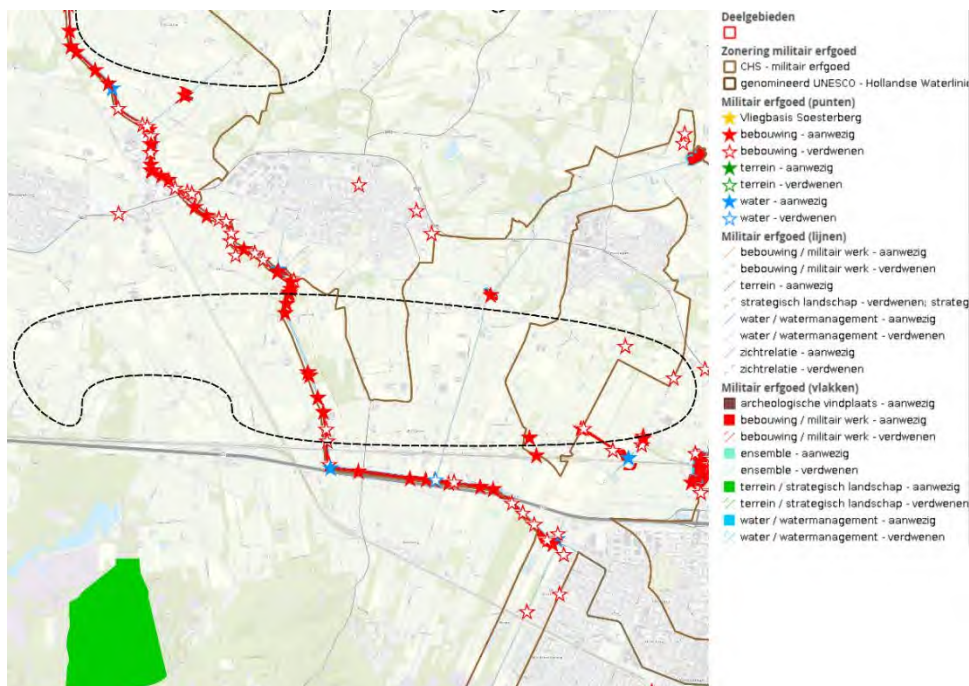 Deelgebieden
Zonering militair erfgoed
CHS - militair erfgoed
genomineerd UNESCO - Hollandse Waterlini
Militair erfgoed (punten)
Vliegbasis Soesterberg
bebouwing - aanwezig
bebouwing - verdwenen
terrein - aanwezig
terrein - verdwenen
water - aanwezig
water - verdwenen
Militair erfgoed (lijnen)
bebouwing / militair werk - aanwezig
bebouwing / militair werk - verdwenen
terrein - aanwezig
strategisch landschap - verdwenen; strateg
water / watermanagement - aanwezig
water / watermanagement - verdwenen
zichtrelatie - aanwezig
zichtrelatie - verdwenen
Militair erfgoed (vlakken)
archeologische vindplaats - aanwezig
bebouwing / militair werk - aanwezig
bebouwing / militair werk - verdwenen
ensemble - aanwezig
ensemble - verdwenen
terrein / strategisch landschap - aanwezig
terrein / strategisch landschap - verdwenen
water / watermanagement - aanwezig
water / watermanagement - verdwenen